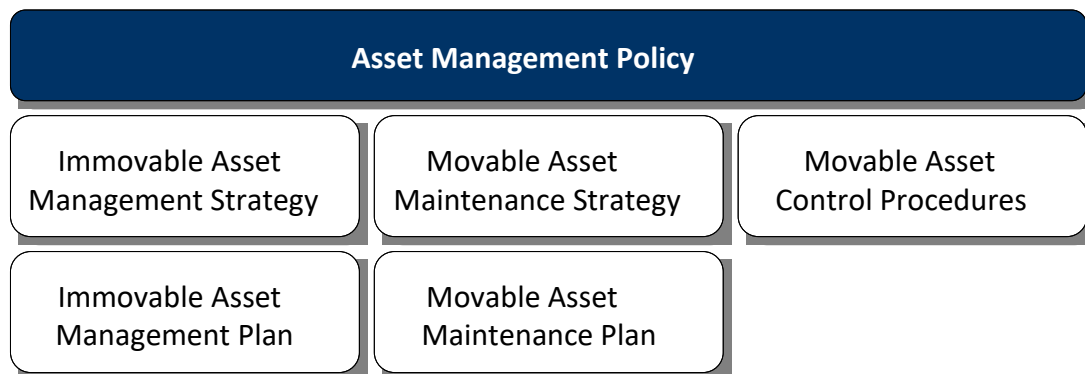 Asset Management Policy
Immovable Asset
Management Strategy
Movable Asset
Maintenance Strategy
Movable Asset
Control Procedures
Immovable Asset
Management Plan
Movable Asset
Maintenance Plan